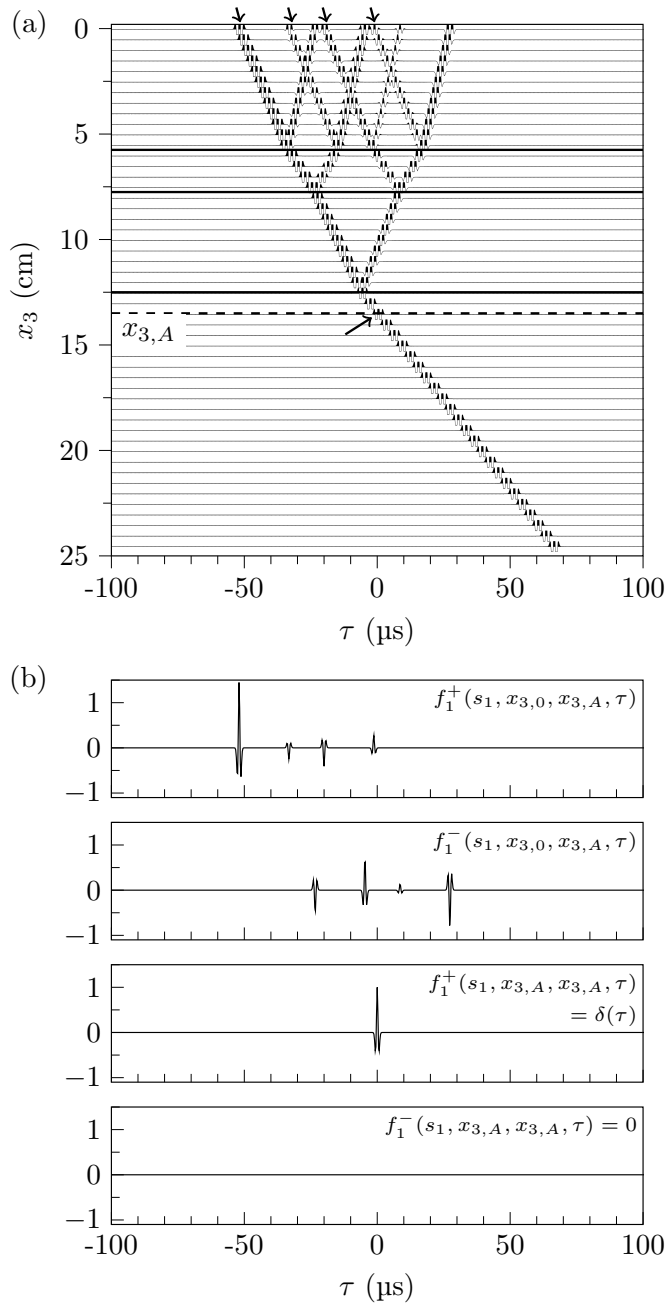 (a)
0
5
10
15
20
25
x₃ (cm)
x₃,A
-100 -50 0 50 100
τ (µs)
(b)
1
0
−1
f₁⁺(s₁, x₃,₀, x₃,A, τ)
1
0
−1
f₁⁻(s₁, x₃,₀, x₃,A, τ)
1
0
−1
f₁⁺(s₁, x₃,A, x₃,A, τ)
= δ(τ)
1
0
−1
f₁⁻(s₁, x₃,A, x₃,A, τ) = 0
-100 -50 0 50 100
τ (µs)